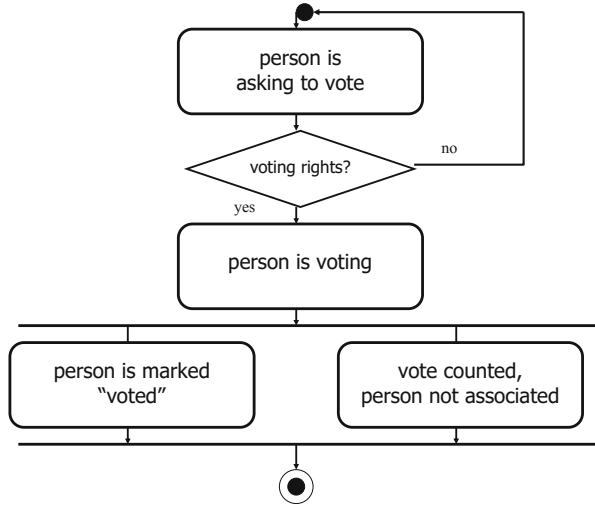 person is
asking to vote
voting rights?
no
yes
person is voting
person is marked
“voted”
vote counted,
person not associated